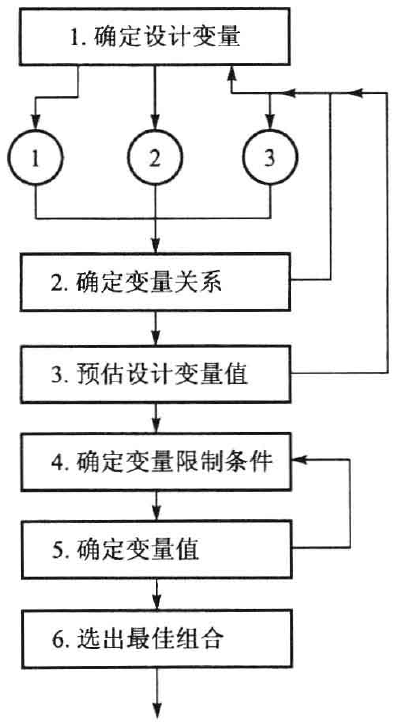 1. 确定设计变量
1
2
3
2. 确定变量关系
3. 预估设计变量值
4. 确定变量限制条件
5. 确定变量值
6. 选出最佳组合